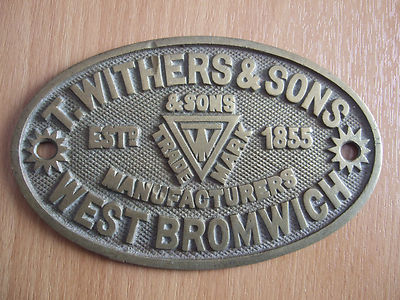 T. WITHERS & SONS
& SONS
ESTD TRADE W MARK 1855
MANUFACTURERS
WEST BROMWICH